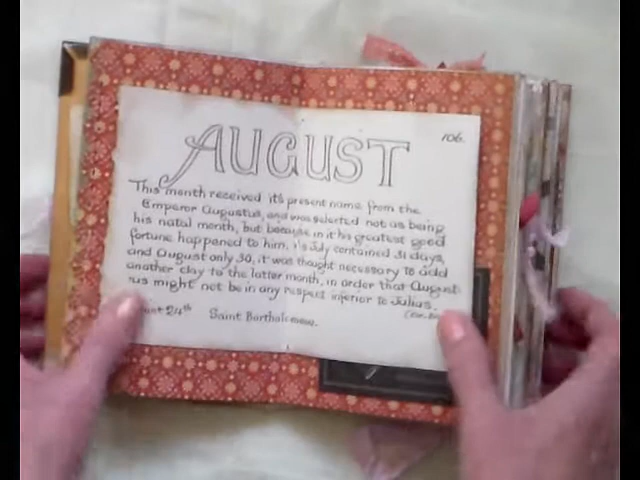 106.
AUGUST
This month received it's present name from the
Emperor Augustus, and was selected not as being
his natal month, but because in it his greatest good
fortune happened to him. As July contained 31 days,
and August only 30, it was thought necessary to add
another day to the latter month, in order that August
us might not be in any respect inferior to Julius.
24th Saint Bartholomew.